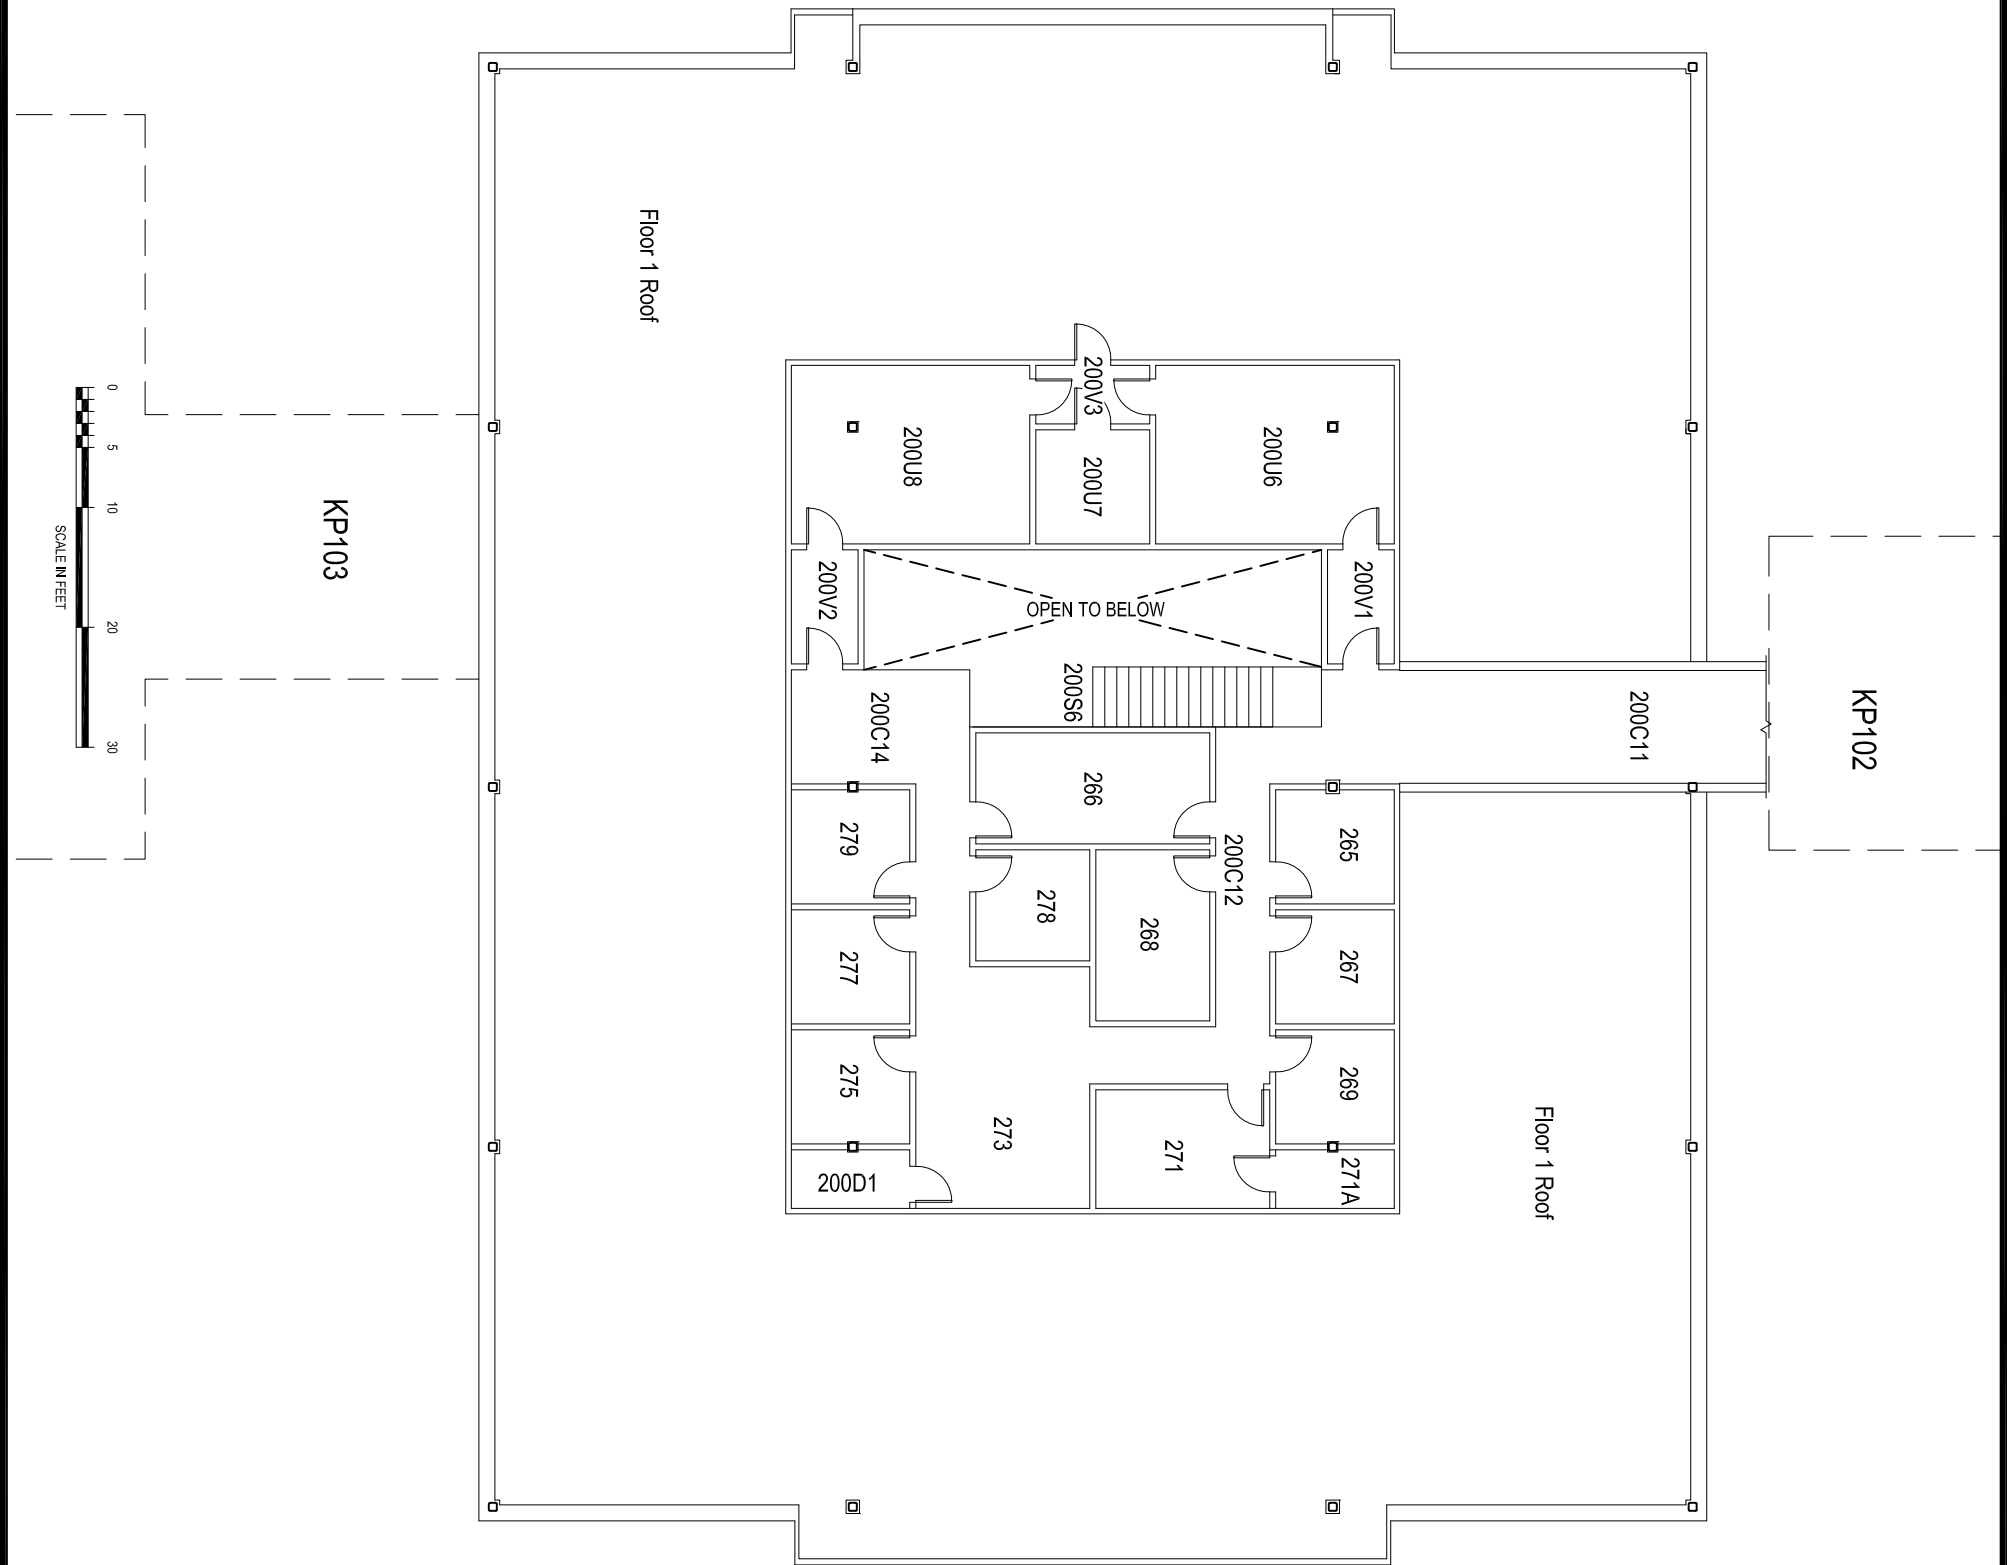 Floor 1 Roof
200V3
200U8
200U7
200U6
KP103
0
5
10
20
30
SCALE IN FEET
200V2
OPEN TO BELOW
200V1
200S6
200C14
200C11
KP102
266
279
265
200C12
278
268
277
267
275
269
273
271
271A
200D1
Floor 1 Roof